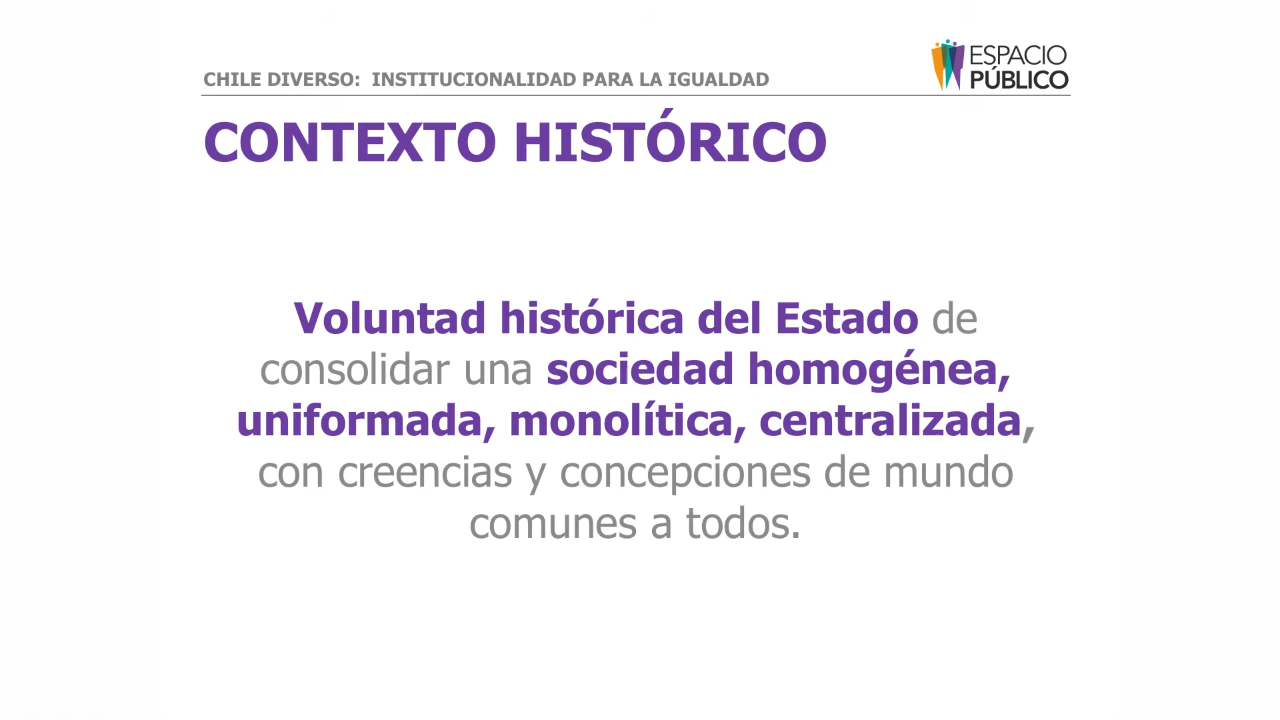 CHILE DIVERSO: INSTITUCIONALIDAD PARA LA IGUALDAD
ESPACIO
PÚBLICO
CONTEXTO HISTÓRICO
Voluntad histórica del Estado de
consolidar una sociedad homogénea,
uniformada, monolítica, centralizada,
con creencias y concepciones de mundo
comunes a todos.